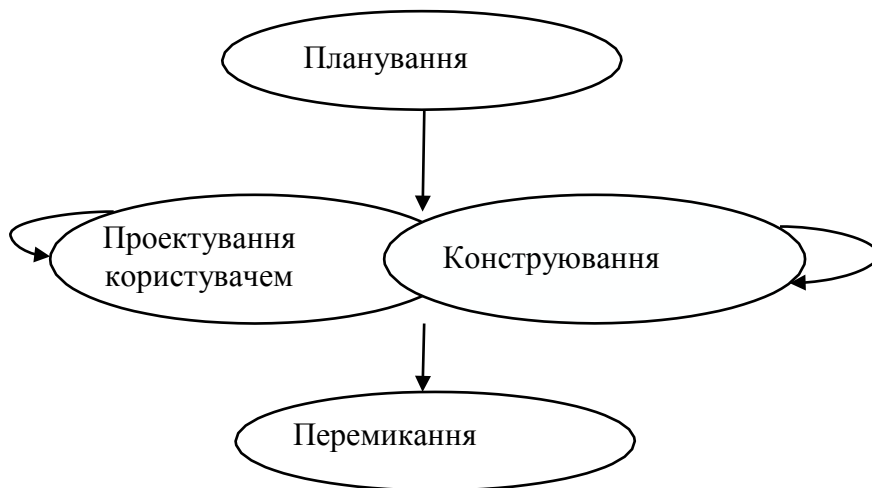 Планування
Проектування
користувачем
Конструювання
Перемикання